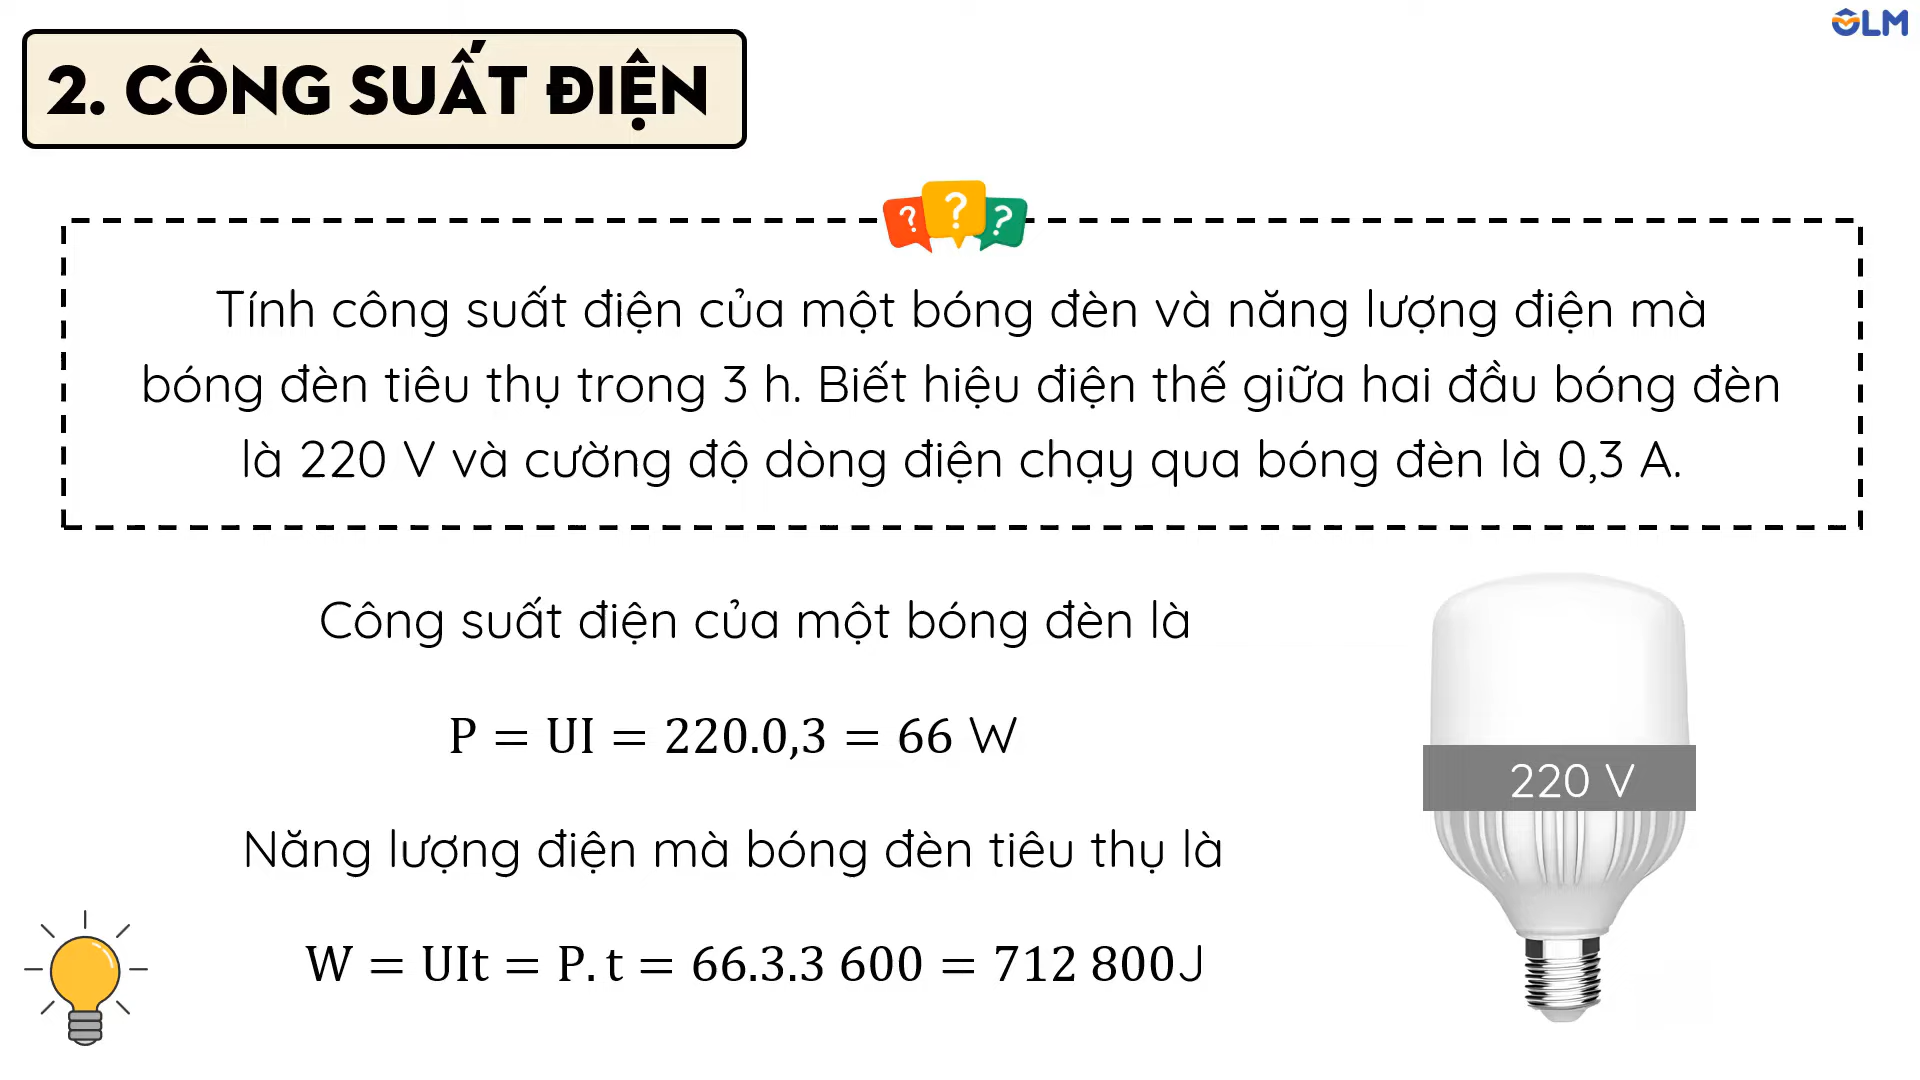 OLM
2. CÔNG SUẤT ĐIỆN
? ? ?
Tính công suất điện của một bóng đèn và năng lượng điện mà
bóng đèn tiêu thụ trong 3 h. Biết hiệu điện thế giữa hai đầu bóng đèn
là 220 V và cường độ dòng điện chạy qua bóng đèn là 0,3 A.
Công suất điện của một bóng đèn là
P = UI = 220.0,3 = 66 W
220 V
Năng lượng điện mà bóng đèn tiêu thụ là
W = UIt = P. t = 66.3.3 600 = 712 800J